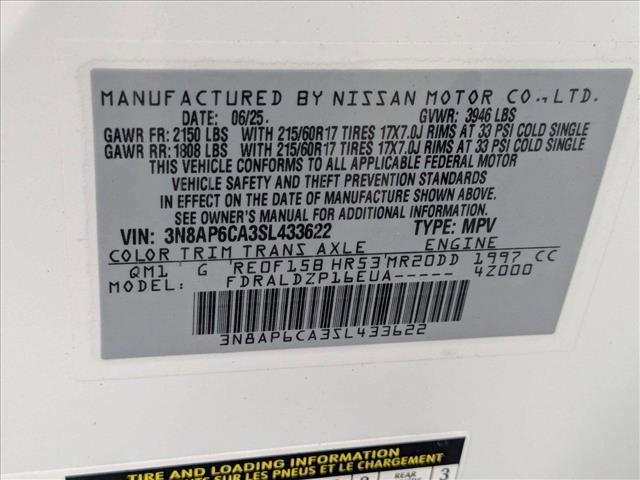 MANUFACTURED BY NISSAN MOTOR CO., LTD.
DATE: 06/25. GVWR: 3946 LBS
GAWR FR: 2150 LBS WITH 215/60R17 TIRES 17X7.0J RIMS AT 33 PSI COLD SINGLE
GAWR RR: 1808 LBS WITH 215/60R17 TIRES 17X7.0J RIMS AT 33 PSI COLD SINGLE
THIS VEHICLE CONFORMS TO ALL APPLICABLE FEDERAL MOTOR
VEHICLE SAFETY AND THEFT PREVENTION STANDARDS
IN EFFECT ON THE DATE OF MANUFACTURE SHOWN ABOVE.
SEE OWNER'S MANUAL FOR ADDITIONAL INFORMATION
VIN: 3N8AP6CA3SL433622 TYPE: MPV
COLOR TRIM TRANS AXLE ENGINE
QM1 G RE0F15B HR53 MR20DD 1997 CC
MODEL: FDRALDZP16EUA----- 4Z000
3N8AP6CA3SL433622
TIRE AND LOADING INFORMATION
SUR LES PNEUS ET LE CHARGEMENT
REAR 3